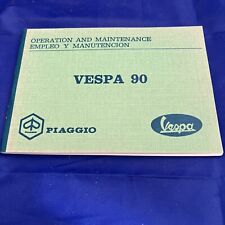 OPERATION AND MAINTENANCE
EMPLEO Y MANUTENCION
VESPA 90
PIAGGIO
Vespa